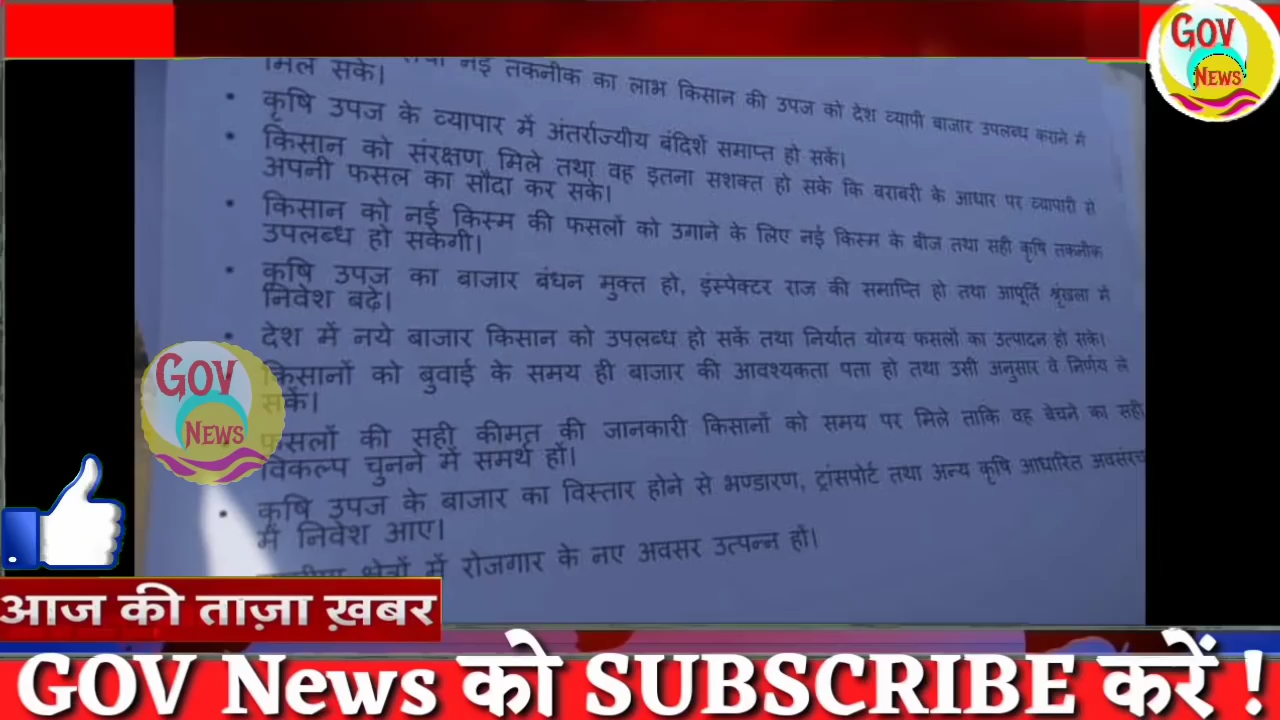 GOV
NEWS
नई तकनीक का लाभ किसान की उपज को देश व्यापी बाजार उपलब्ध कराने में
मिल सके।
• कृषि उपज के व्यापार में अंतर्राज्यीय बंदिशें समाप्त हो सकें।
• किसान को संरक्षण मिले तथा वह इतना सशक्त हो सके कि बराबरी के आधार पर व्यापारी से
अपनी फसल का सौदा कर सके।
• किसान को नई किस्म की फसलों को उगाने के लिए नई किस्म के बीज तथा सही कृषि तकनीक
उपलब्ध हो सकेगी।
• कृषि उपज का बाजार बंधन मुक्त हो, इंस्पेक्टर राज की समाप्ति हो तथा आपूर्ति श्रृंखला में
निवेश बढ़े।
• देश में नये बाजार किसान को उपलब्ध हो सकें तथा निर्यात योग्य फसलों का उत्पादन हो सके।
किसानों को बुवाई के समय ही बाजार की आवश्यकता पता हो तथा उसी अनुसार वे निर्णय ले
सकें।
फसलों की सही कीमत की जानकारी किसानों को समय पर मिले ताकि वह बेचने का सही
विकल्प चुनने में समर्थ हों।
• कृषि उपज के बाजार का विस्तार होने से भण्डारण, ट्रांसपोर्ट तथा अन्य कृषि आधारित
में निवेश आए।
क्षेत्रों में रोजगार के नए अवसर उत्पन्न हों।
GOV
NEWS
आज की ताज़ा ख़बर
GOV News को SUBSCRIBE करें !